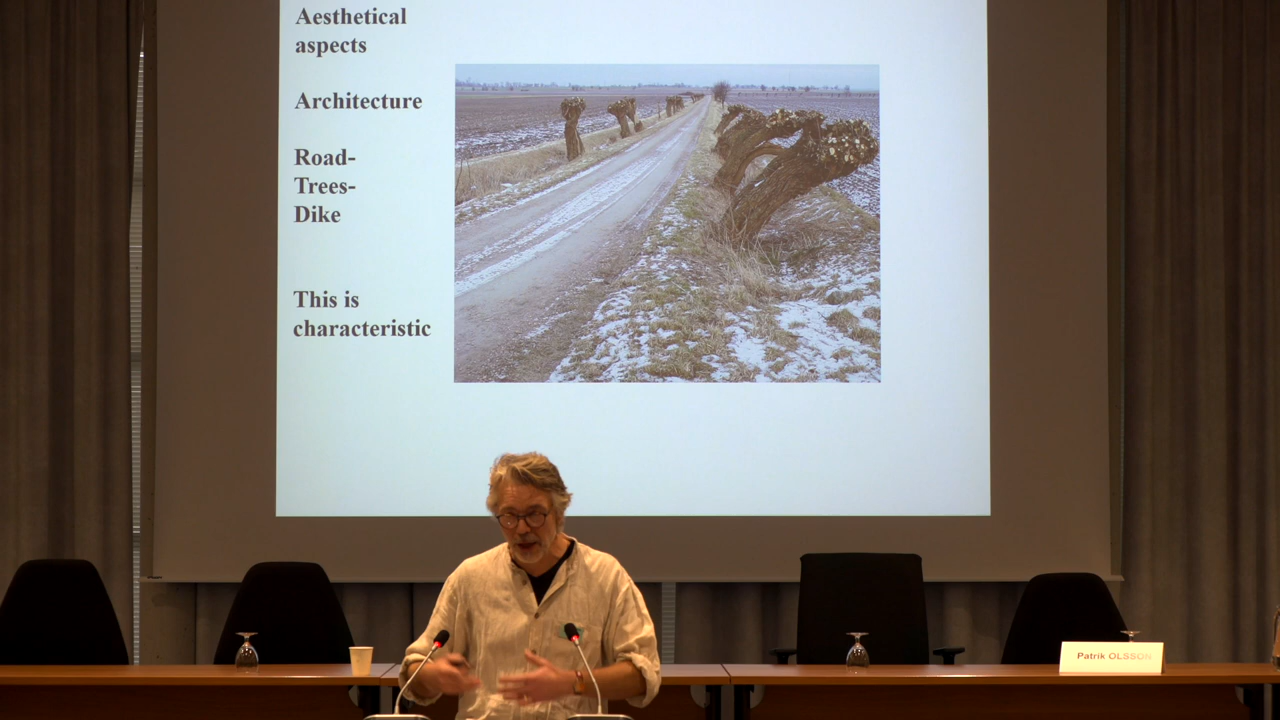 Aesthetical
aspects
Architecture
Road-
Trees-
Dike
This is
characteristic
Patrik OLSSON